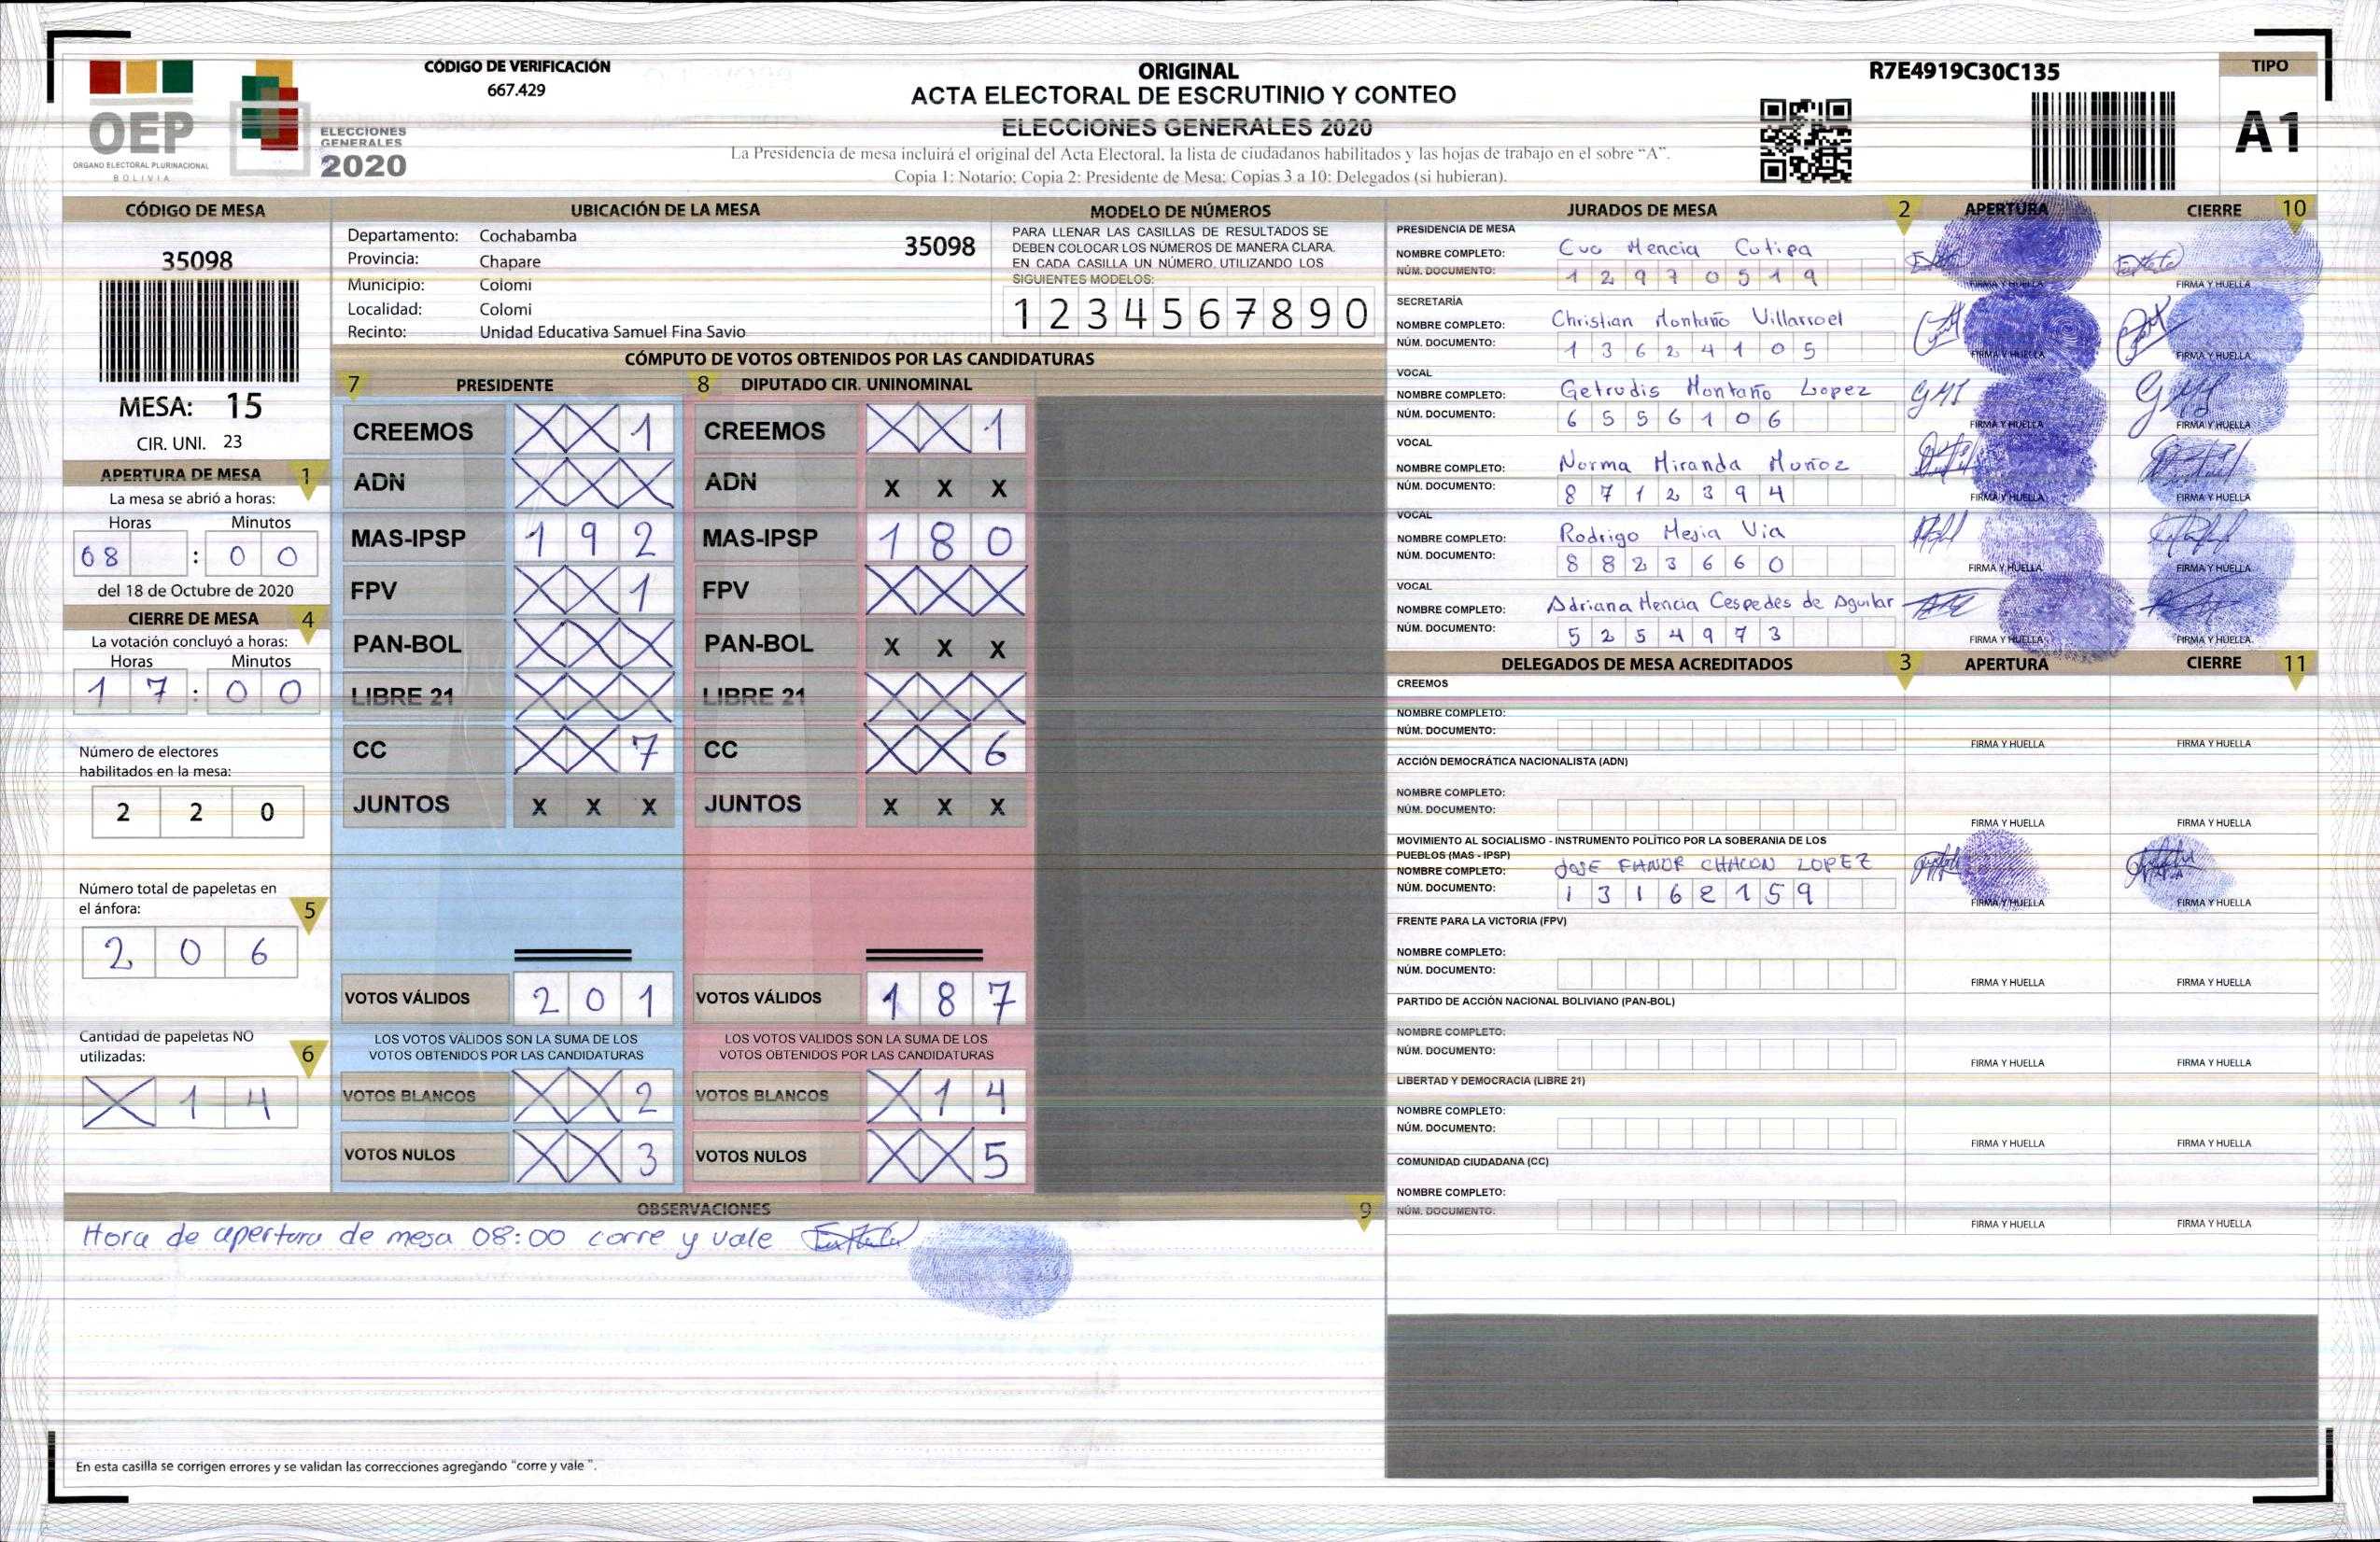 CÓDIGO DE VERIFICACIÓN
667.429
ORIGINAL
ACTA ELECTORAL DE ESCRUTINIO Y CONTEO
ELECCIONES GENERALES 2020
La Presidencia de mesa incluirá el original del Acta Electoral, la lista de ciudadanos habilitados y las hojas de trabajo en el sobre “A”.
Copia 1: Notario; Copia 2: Presidente de Mesa; Copias 3 a 10: Delegados (si hubieran).
R7E4919C30C135
TIPO
A1
OEP
ORGANO ELECTORAL PLURINACIONAL
BOLIVIA
ELECCIONES
GENERALES
2020
CÓDIGO DE MESA
35098
MESA: 15
CIR. UNI. 23
APERTURA DE MESA 1
La mesa se abrió a horas:
Horas Minutos
08 : 0 0
del 18 de Octubre de 2020
CIERRE DE MESA 4
La votación concluyó a horas:
Horas Minutos
1 7 : 0 0
Número de electores
habilitados en la mesa:
2 2 0
Número total de papeletas en
el ánfora: 5
2 0 6
Cantidad de papeletas NO
utilizadas: 6
X 1 4
UBICACIÓN DE LA MESA
Departamento: Cochabamba 35098
Provincia: Chapare
Municipio: Colomi
Localidad: Colomi
Recinto: Unidad Educativa Samuel Fina Savio
MODELO DE NÚMEROS
PARA LLENAR LAS CASILLAS DE RESULTADOS SE
DEBEN COLOCAR LOS NÚMEROS DE MANERA CLARA.
EN CADA CASILLA UN NÚMERO. UTILIZANDO LOS
SIGUIENTES MODELOS:
1 2 3 4 5 6 7 8 9 0
CÓMPUTO DE VOTOS OBTENIDOS POR LAS CANDIDATURAS
7 PRESIDENTE 8 DIPUTADO CIR. UNINOMINAL
CREEMOS X X 1 CREEMOS X X 1
ADN X X X ADN X X X
MAS-IPSP 1 9 2 MAS-IPSP 1 8 0
FPV X X 1 FPV X X X
PAN-BOL X X X PAN-BOL X X X
LIBRE 21 X X X LIBRE 21 X X X
CC X X 7 CC X X 6
JUNTOS X X X JUNTOS X X X
VOTOS VÁLIDOS 2 0 1 VOTOS VÁLIDOS 1 8 7
LOS VOTOS VÁLIDOS SON LA SUMA DE LOS LOS VOTOS VALIDOS SON LA SUMA DE LOS
VOTOS OBTENIDOS POR LAS CANDIDATURAS VOTOS OBTENIDOS POR LAS CANDIDATURAS
VOTOS BLANCOS X X 2 VOTOS BLANCOS X 1 4
VOTOS NULOS X X 3 VOTOS NULOS X X 5
OBSERVACIONES 9
Hora de apertura de mesa 08:00 corre y vale
En esta casilla se corrigen errores y se validan las correcciones agregando “corre y vale ”.
JURADOS DE MESA 2 APERTURA CIERRE 10
PRESIDENCIA DE MESA
NOMBRE COMPLETO: Cuo Mencia Cutipa
NÚM. DOCUMENTO: 1 2 9 7 0 5 1 9
FIRMA Y HUELLA FIRMA Y HUELLA
SECRETARÍA
NOMBRE COMPLETO: Christian Montaño Villarroel
NÚM. DOCUMENTO: 1 3 6 2 4 1 0 5
FIRMA Y HUELLA FIRMA Y HUELLA
VOCAL
NOMBRE COMPLETO: Getrudis Montaño Lopez
NÚM. DOCUMENTO: 6 5 5 6 1 0 6
FIRMA Y HUELLA FIRMA Y HUELLA
VOCAL
NOMBRE COMPLETO: Norma Miranda Muñoz
NÚM. DOCUMENTO: 8 7 1 2 3 9 4
FIRMA Y HUELLA FIRMA Y HUELLA
VOCAL
NOMBRE COMPLETO: Rodrigo Mejia Via
NÚM. DOCUMENTO: 8 8 2 3 6 6 0
FIRMA Y HUELLA FIRMA Y HUELLA
VOCAL
NOMBRE COMPLETO: Adriana Mencia Cespedes de Aguilar
NÚM. DOCUMENTO: 5 2 5 4 9 7 3
FIRMA Y HUELLA FIRMA Y HUELLA
DELEGADOS DE MESA ACREDITADOS 3 APERTURA CIERRE 11
CREEMOS
NOMBRE COMPLETO:
NÚM. DOCUMENTO:
FIRMA Y HUELLA FIRMA Y HUELLA
ACCIÓN DEMOCRÁTICA NACIONALISTA (ADN)
NOMBRE COMPLETO:
NÚM. DOCUMENTO:
FIRMA Y HUELLA FIRMA Y HUELLA
MOVIMIENTO AL SOCIALISMO - INSTRUMENTO POLÍTICO POR LA SOBERANIA DE LOS
PUEBLOS (MAS - IPSP)
NOMBRE COMPLETO: JOSE FANOR CHACON LOPEZ
NÚM. DOCUMENTO: 1 3 1 6 2 1 5 9
FIRMA Y HUELLA FIRMA Y HUELLA
FRENTE PARA LA VICTORIA (FPV)
NOMBRE COMPLETO:
NÚM. DOCUMENTO:
FIRMA Y HUELLA FIRMA Y HUELLA
PARTIDO DE ACCIÓN NACIONAL BOLIVIANO (PAN-BOL)
NOMBRE COMPLETO:
NÚM. DOCUMENTO:
FIRMA Y HUELLA FIRMA Y HUELLA
LIBERTAD Y DEMOCRACIA (LIBRE 21)
NOMBRE COMPLETO:
NÚM. DOCUMENTO:
FIRMA Y HUELLA FIRMA Y HUELLA
COMUNIDAD CIUDADANA (CC)
NOMBRE COMPLETO:
NÚM. DOCUMENTO:
FIRMA Y HUELLA FIRMA Y HUELLA